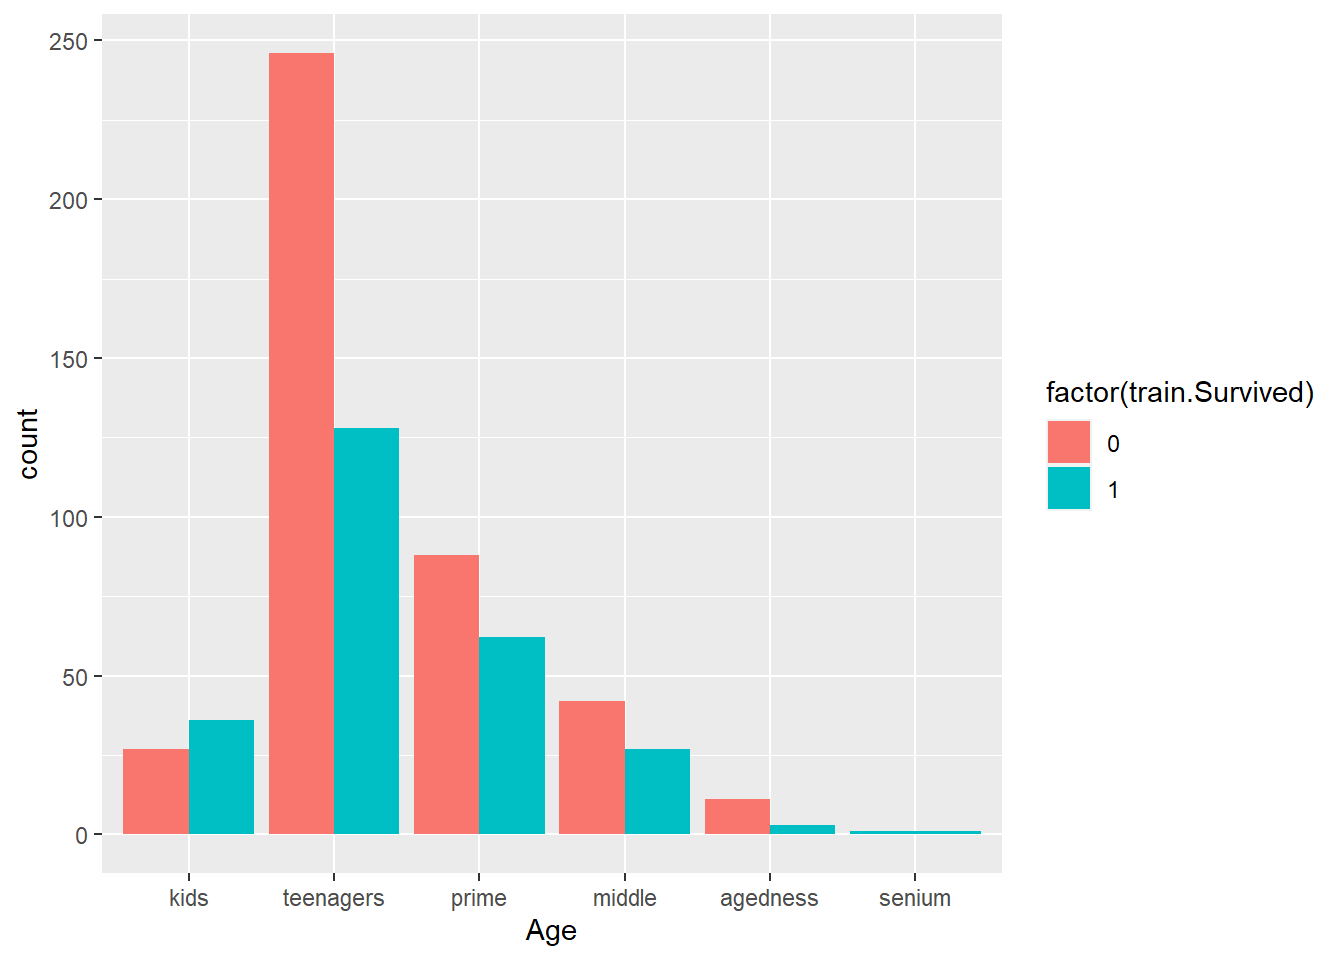 250
200
150
100
50
0
count
kids teenagers prime middle agedness senium
Age
factor(train.Survived)
0
1